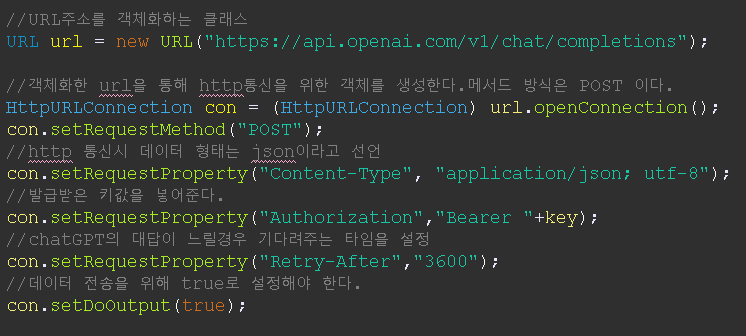 //URL주소를 객체화하는 클래스
URL url = new URL("https://api.openai.com/v1/chat/completions");
//객체화한 url을 통해 http통신을 위한 객체를 생성한다.메서드 방식은 POST 이다.
HttpURLConnection con = (HttpURLConnection) url.openConnection();
con.setRequestMethod("POST");
//http 통신시 데이터 형태는 json이라고 선언
con.setRequestProperty("Content-Type", "application/json; utf-8");
//발급받은 키값을 넣어준다.
con.setRequestProperty("Authorization","Bearer "+key);
//chatGPT의 대답이 느릴경우 기다려주는 타임을 설정
con.setRequestProperty("Retry-After","3600");
//데이터 전송을 위해 true로 설정해야 한다.
con.setDoOutput(true);